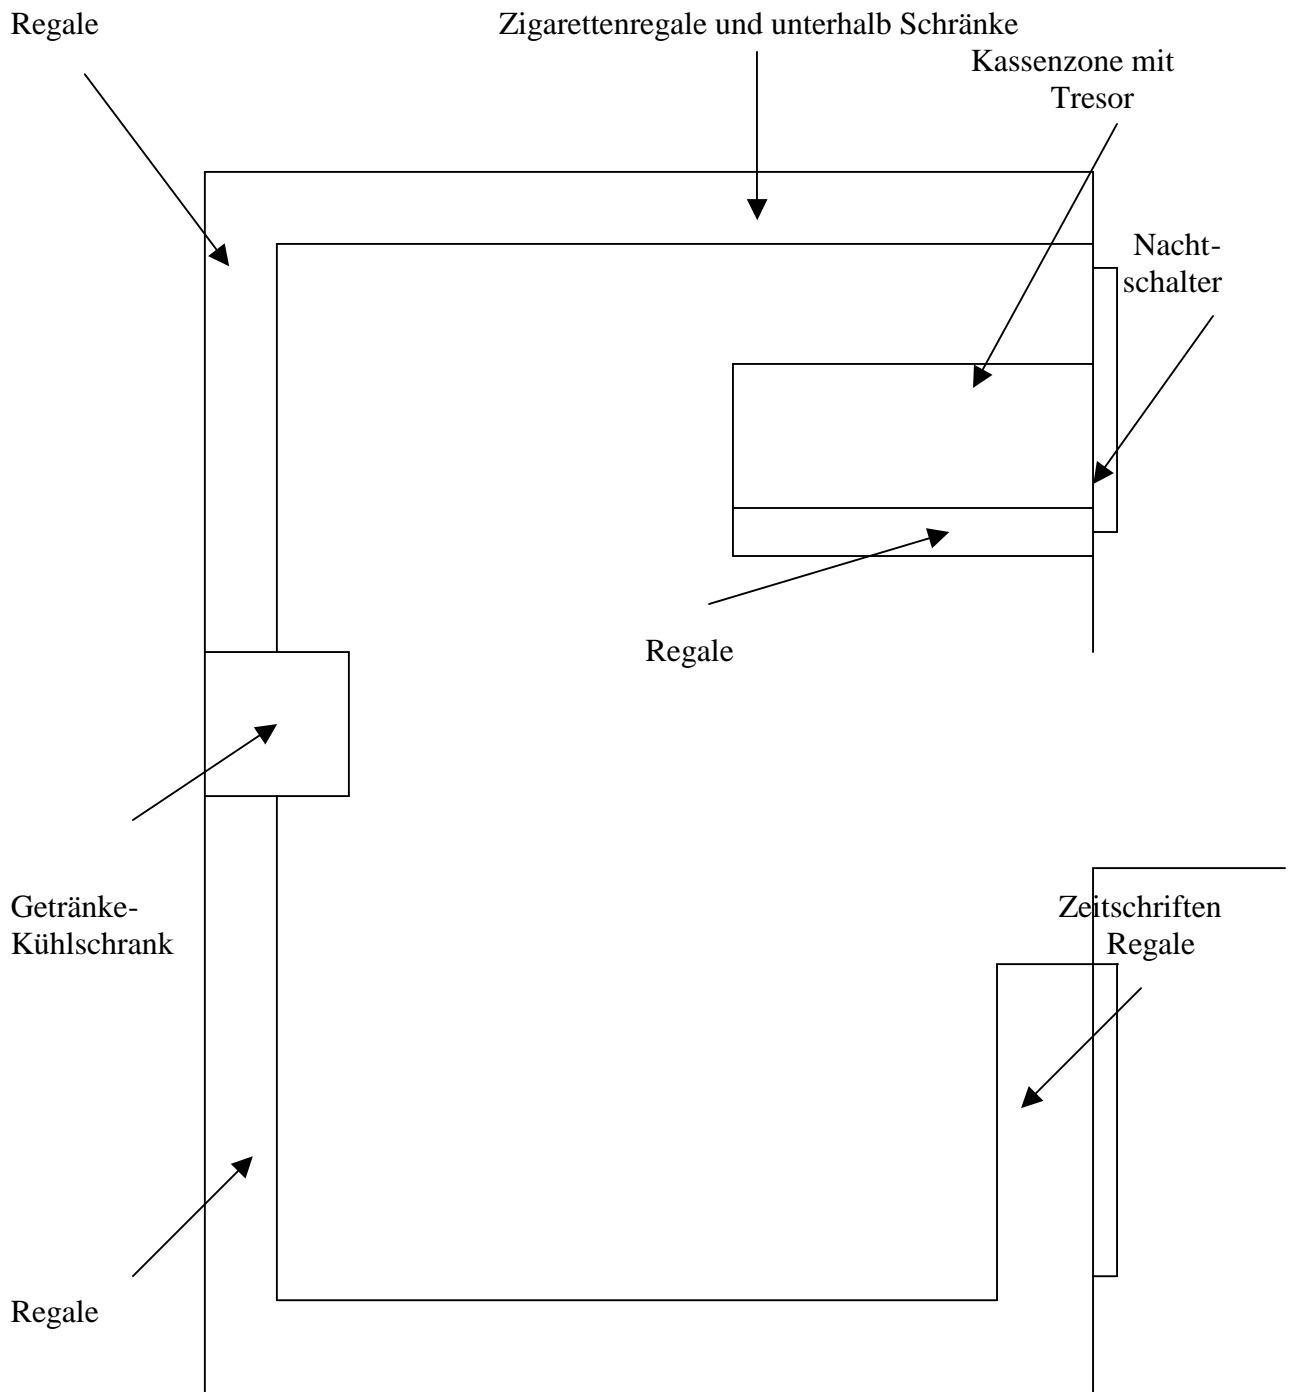 Regale
Zigarettenregale und unterhalb Schränke
Kassenzone mit
Tresor
Nacht-
schalter
Regale
Getränke-
Kühlschrank
Zeitschriften
Regale
Regale